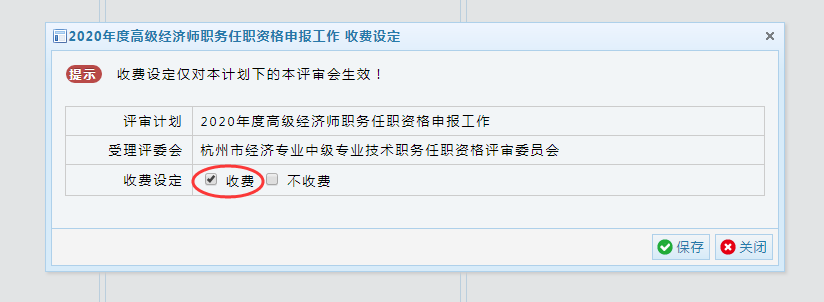 2020年度高级经济师职务任职资格申报工作 收费设定
提示 收费设定仅对本计划下的本评审会生效！
评审计划 2020年度高级经济师职务任职资格申报工作
受理评委会 杭州市经济专业中级专业技术职务任职资格评审委员会
收费设定 收费 不收费
保存 关闭